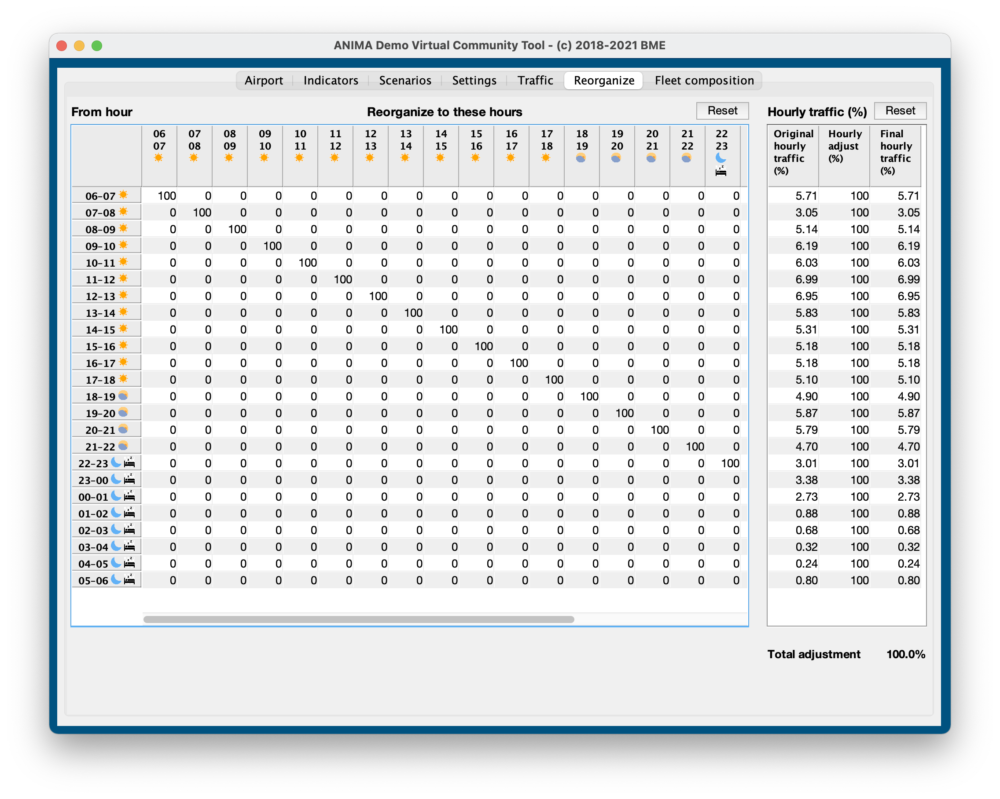 ANIMA Demo Virtual Community Tool - (c) 2018-2021 BME
Airport Indicators Scenarios Settings Traffic Reorganize Fleet composition
From hour Reorganize to these hours Reset Hourly traffic (%) Reset
06 07 08 09 10 11 12 13 14 15 16 17 18 19 20 21 22 Original Hourly Final
07 08 09 10 11 12 13 14 15 16 17 18 19 20 21 22 23 hourly adjust hourly
traffic (%) traffic
(%) (%)
06-07 100 0 0 0 0 0 0 0 0 0 0 0 0 0 0 0 0 5.71 100 5.71
07-08 0 100 0 0 0 0 0 0 0 0 0 0 0 0 0 0 0 3.05 100 3.05
08-09 0 0 100 0 0 0 0 0 0 0 0 0 0 0 0 0 0 5.14 100 5.14
09-10 0 0 0 100 0 0 0 0 0 0 0 0 0 0 0 0 0 6.19 100 6.19
10-11 0 0 0 0 100 0 0 0 0 0 0 0 0 0 0 0 0 6.03 100 6.03
11-12 0 0 0 0 0 100 0 0 0 0 0 0 0 0 0 0 0 6.99 100 6.99
12-13 0 0 0 0 0 0 100 0 0 0 0 0 0 0 0 0 0 6.95 100 6.95
13-14 0 0 0 0 0 0 0 100 0 0 0 0 0 0 0 0 0 5.83 100 5.83
14-15 0 0 0 0 0 0 0 0 100 0 0 0 0 0 0 0 0 5.31 100 5.31
15-16 0 0 0 0 0 0 0 0 0 100 0 0 0 0 0 0 0 5.18 100 5.18
16-17 0 0 0 0 0 0 0 0 0 0 100 0 0 0 0 0 0 5.18 100 5.18
17-18 0 0 0 0 0 0 0 0 0 0 0 100 0 0 0 0 0 5.10 100 5.10
18-19 0 0 0 0 0 0 0 0 0 0 0 0 100 0 0 0 0 4.90 100 4.90
19-20 0 0 0 0 0 0 0 0 0 0 0 0 0 100 0 0 0 5.87 100 5.87
20-21 0 0 0 0 0 0 0 0 0 0 0 0 0 0 100 0 0 5.79 100 5.79
21-22 0 0 0 0 0 0 0 0 0 0 0 0 0 0 0 100 0 4.70 100 4.70
22-23 0 0 0 0 0 0 0 0 0 0 0 0 0 0 0 0 100 3.01 100 3.01
23-00 0 0 0 0 0 0 0 0 0 0 0 0 0 0 0 0 0 3.38 100 3.38
00-01 0 0 0 0 0 0 0 0 0 0 0 0 0 0 0 0 0 2.73 100 2.73
01-02 0 0 0 0 0 0 0 0 0 0 0 0 0 0 0 0 0 0.88 100 0.88
02-03 0 0 0 0 0 0 0 0 0 0 0 0 0 0 0 0 0 0.68 100 0.68
03-04 0 0 0 0 0 0 0 0 0 0 0 0 0 0 0 0 0 0.32 100 0.32
04-05 0 0 0 0 0 0 0 0 0 0 0 0 0 0 0 0 0 0.24 100 0.24
05-06 0 0 0 0 0 0 0 0 0 0 0 0 0 0 0 0 0 0.80 100 0.80
Total adjustment 100.0%